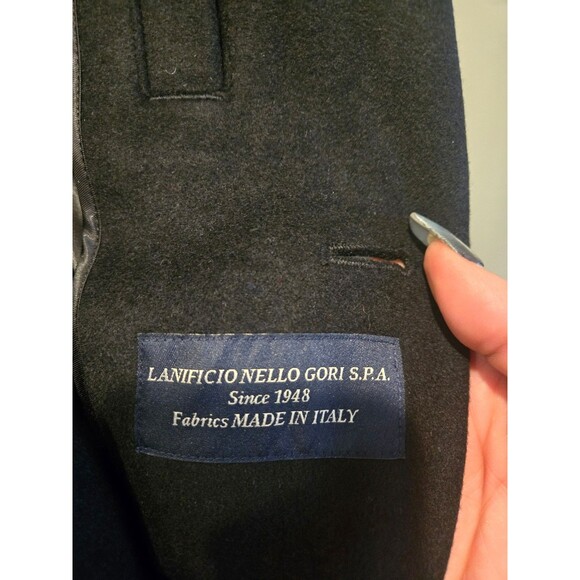 LANIFICIO NELLO GORI S.P.A.
Since 1948
Fabrics MADE IN ITALY